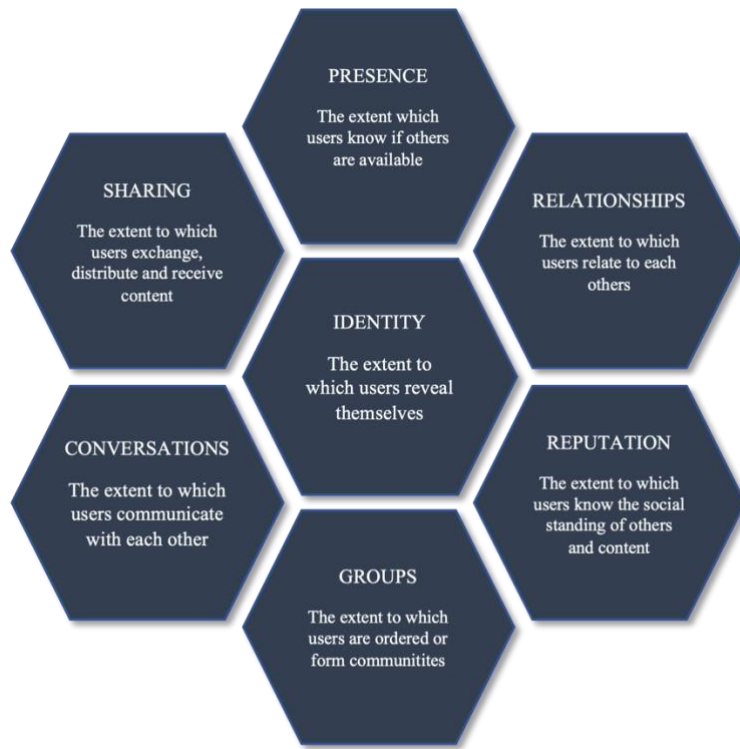 PRESENCE
The extent which
users know if others
are available
SHARING
The extent to which
users exchange,
distribute and receive
content
RELATIONSHIPS
The extent to which
users relate to each
others
IDENTITY
The extent to
which users reveal
themselves
CONVERSATIONS
The extent to which
users communicate
with each other
REPUTATION
The extent to which
users know the social
standing of others
and content
GROUPS
The extent to which
users are ordered or
form communitites